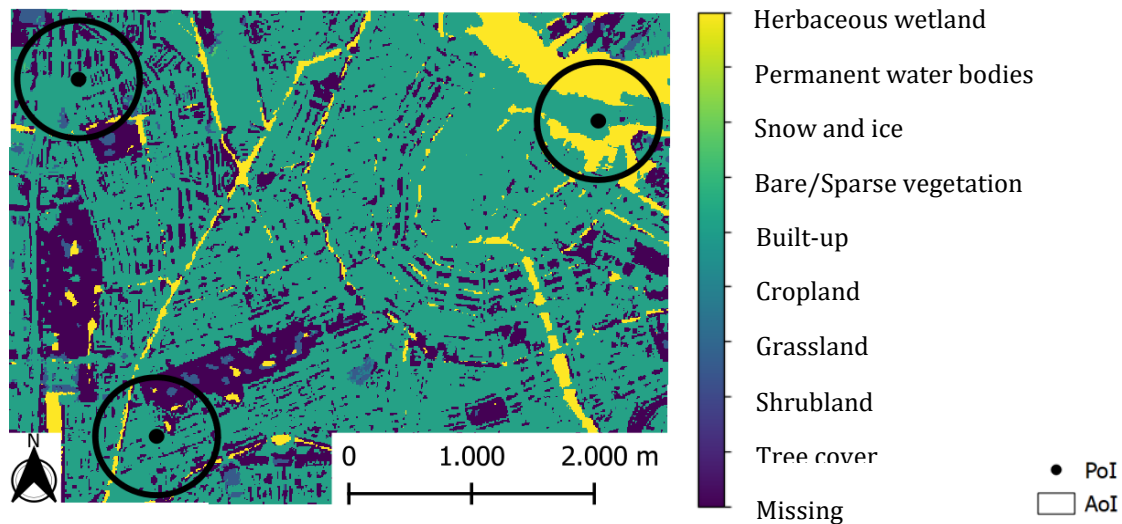 Herbaceous wetland
Permanent water bodies
Snow and ice
Bare/Sparse vegetation
Built-up
Cropland
Grassland
Shrubland
Tree cover
Missing
N
0 1.000 2.000 m
PoI
AoI